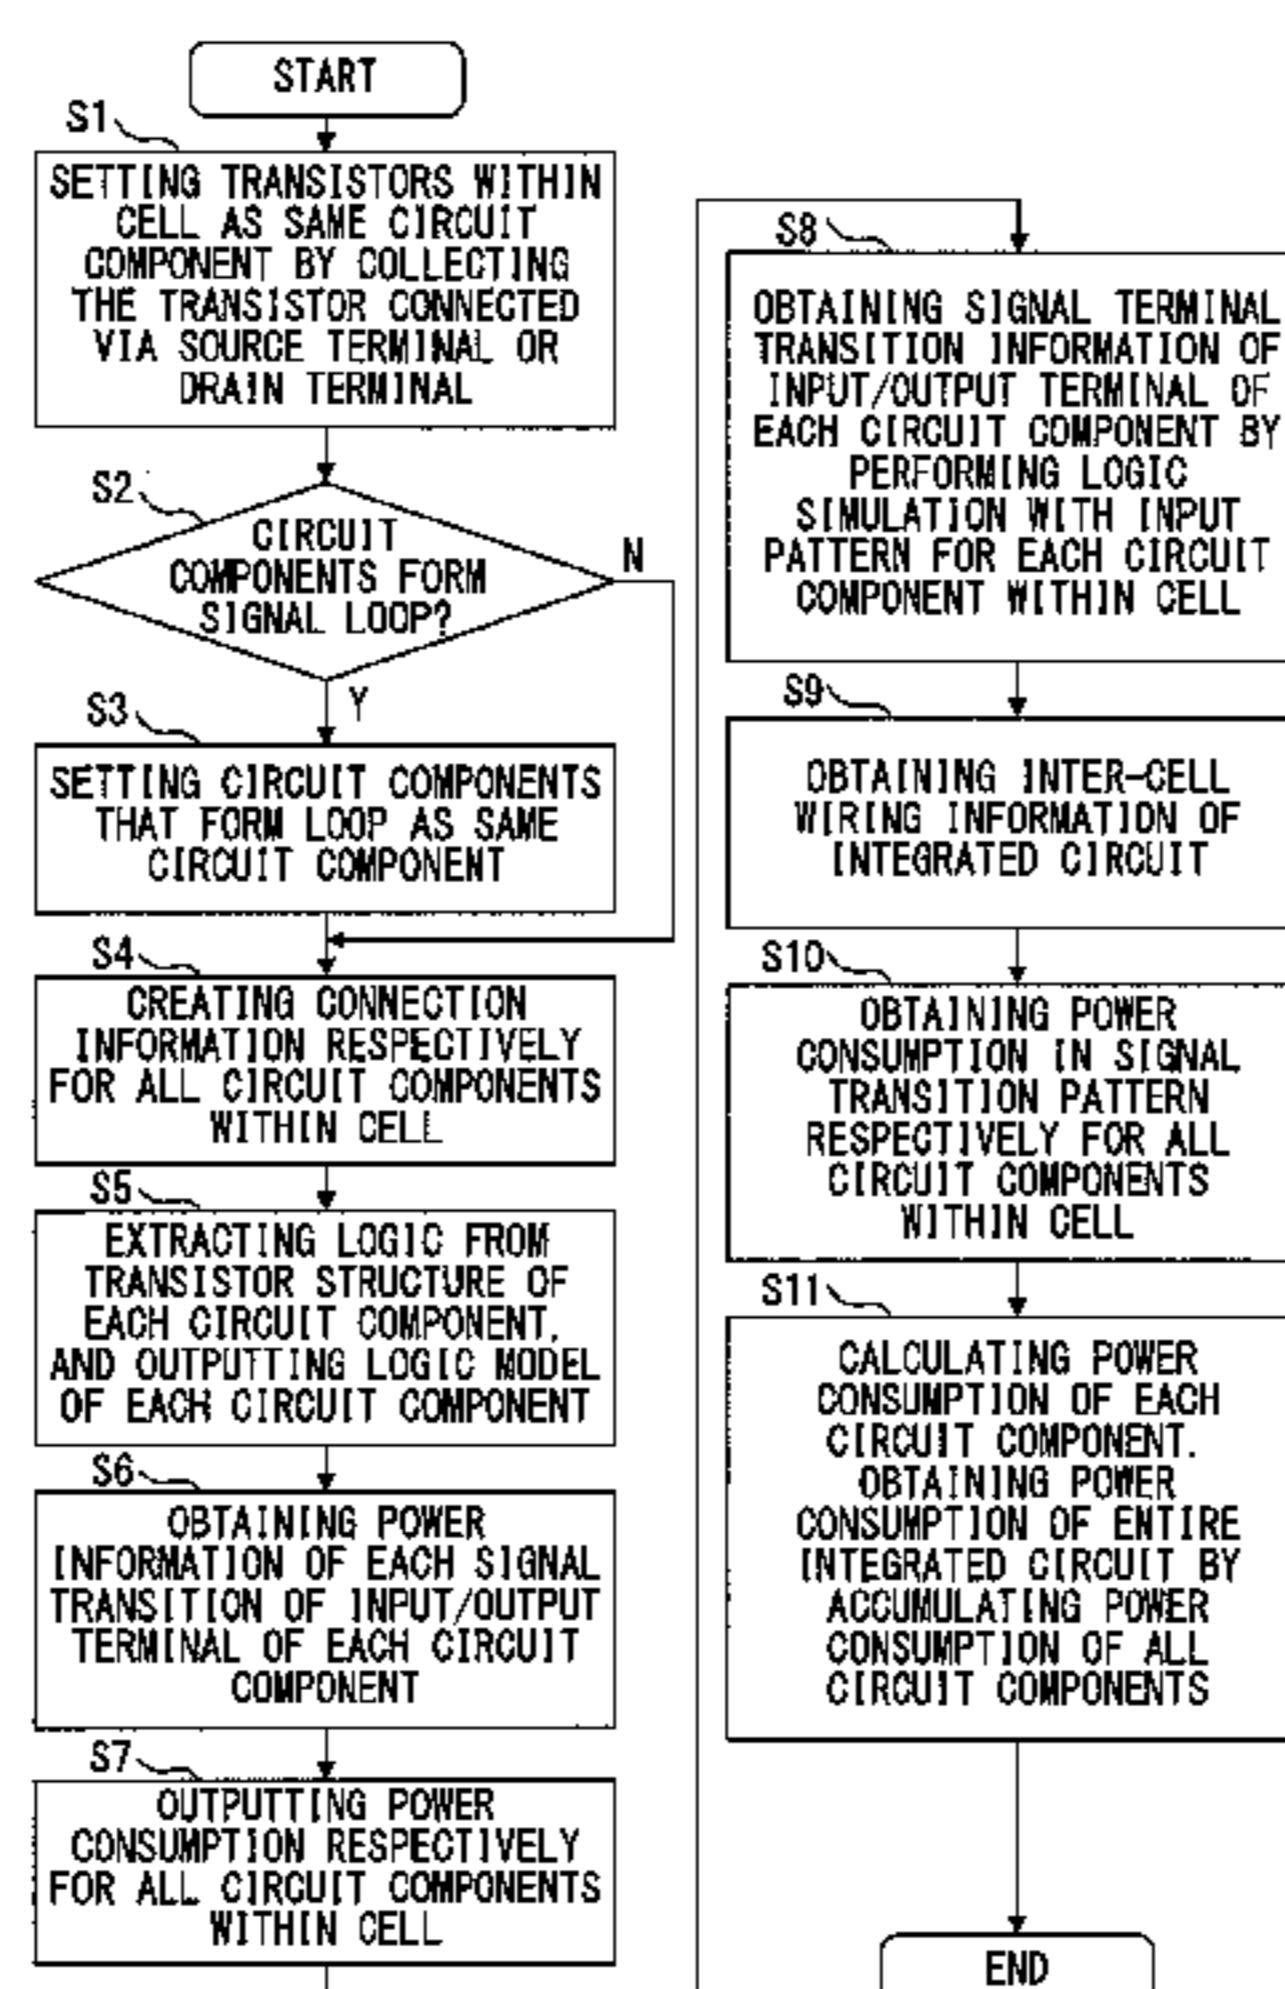 START
S1
SETTING TRANSISTORS WITHIN
CELL AS SAME CIRCUIT
COMPONENT BY COLLECTING
THE TRANSISTOR CONNECTED
VIA SOURCE TERMINAL OR
DRAIN TERMINAL
S2
CIRCUIT
COMPONENTS FORM
SIGNAL LOOP?
N
Y
S3
SETTING CIRCUIT COMPONENTS
THAT FORM LOOP AS SAME
CIRCUIT COMPONENT
S4
CREATING CONNECTION
INFORMATION RESPECTIVELY
FOR ALL CIRCUIT COMPONENTS
WITHIN CELL
S5
EXTRACTING LOGIC FROM
TRANSISTOR STRUCTURE OF
EACH CIRCUIT COMPONENT,
AND OUTPUTTING LOGIC MODEL
OF EACH CIRCUIT COMPONENT
S6
OBTAINING POWER
INFORMATION OF EACH SIGNAL
TRANSITION OF INPUT/OUTPUT
TERMINAL OF EACH CIRCUIT
COMPONENT
S7
OUTPUTTING POWER
CONSUMPTION RESPECTIVELY
FOR ALL CIRCUIT COMPONENTS
WITHIN CELL
S8
OBTAINING SIGNAL TERMINAL
TRANSITION INFORMATION OF
INPUT/OUTPUT TERMINAL OF
EACH CIRCUIT COMPONENT BY
PERFORMING LOGIC
SIMULATION WITH INPUT
PATTERN FOR EACH CIRCUIT
COMPONENT WITHIN CELL
S9
OBTAINING INTER-CELL
WIRING INFORMATION OF
INTEGRATED CIRCUIT
S10
OBTAINING POWER
CONSUMPTION IN SIGNAL
TRANSITION PATTERN
RESPECTIVELY FOR ALL
CIRCUIT COMPONENTS
WITHIN CELL
S11
CALCULATING POWER
CONSUMPTION OF EACH
CIRCUIT COMPONENT.
OBTAINING POWER
CONSUMPTION OF ENTIRE
INTEGRATED CIRCUIT BY
ACCUMULATING POWER
CONSUMPTION OF ALL
CIRCUIT COMPONENTS
END